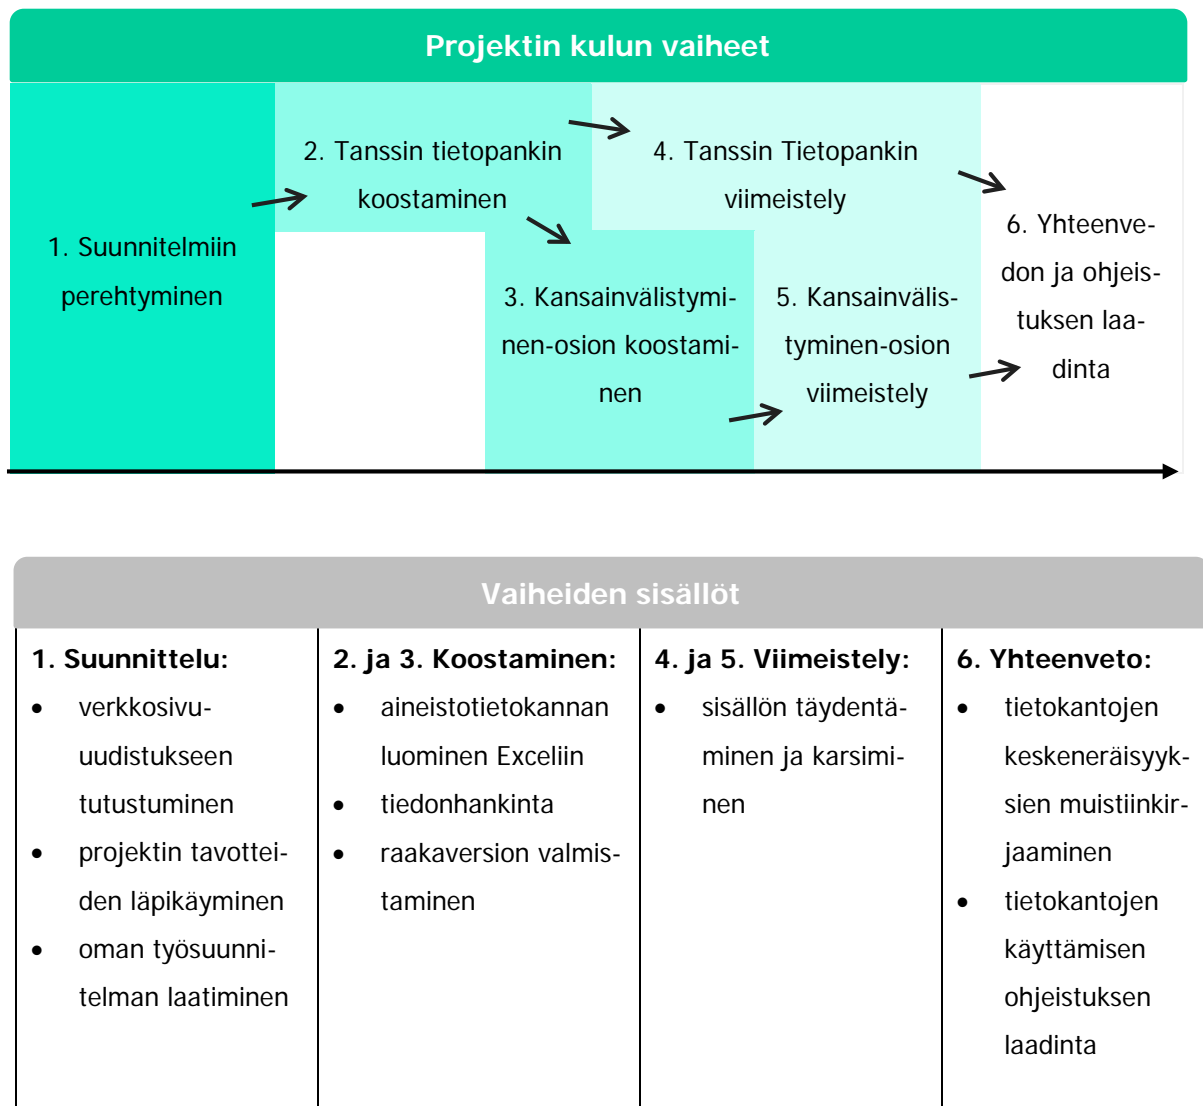 Projektin kulun vaiheet
1. Suunnitelmiin
perehtyminen
2. Tanssin tietopankin
koostaminen
3. Kansainvälistymi-
nen-osion koostami-
nen
4. Tanssin Tietopankin
viimeistely
5. Kansainvälis-
tyminen-osion
viimeistely
6. Yhteenve-
don ja ohjeis-
tuksen laa-
dinta
Vaiheiden sisällöt
1. Suunnittelu:
• verkkosivu-
uudistukseen
tutustuminen
• projektin tavottei-
den läpikäyminen
• oman työsuunni-
telman laatiminen
2. ja 3. Koostaminen:
• aineistotietokannan
luominen Exceliin
• tiedonhankinta
• raakaversion valmis-
taminen
4. ja 5. Viimeistely:
• sisällön täydentä-
minen ja karsimi-
nen
6. Yhteenveto:
• tietokantojen
keskeneräisyyk-
sien muistiinkir-
jaaminen
• tietokantojen
käyttämisen
ohjeistuksen
laadinta